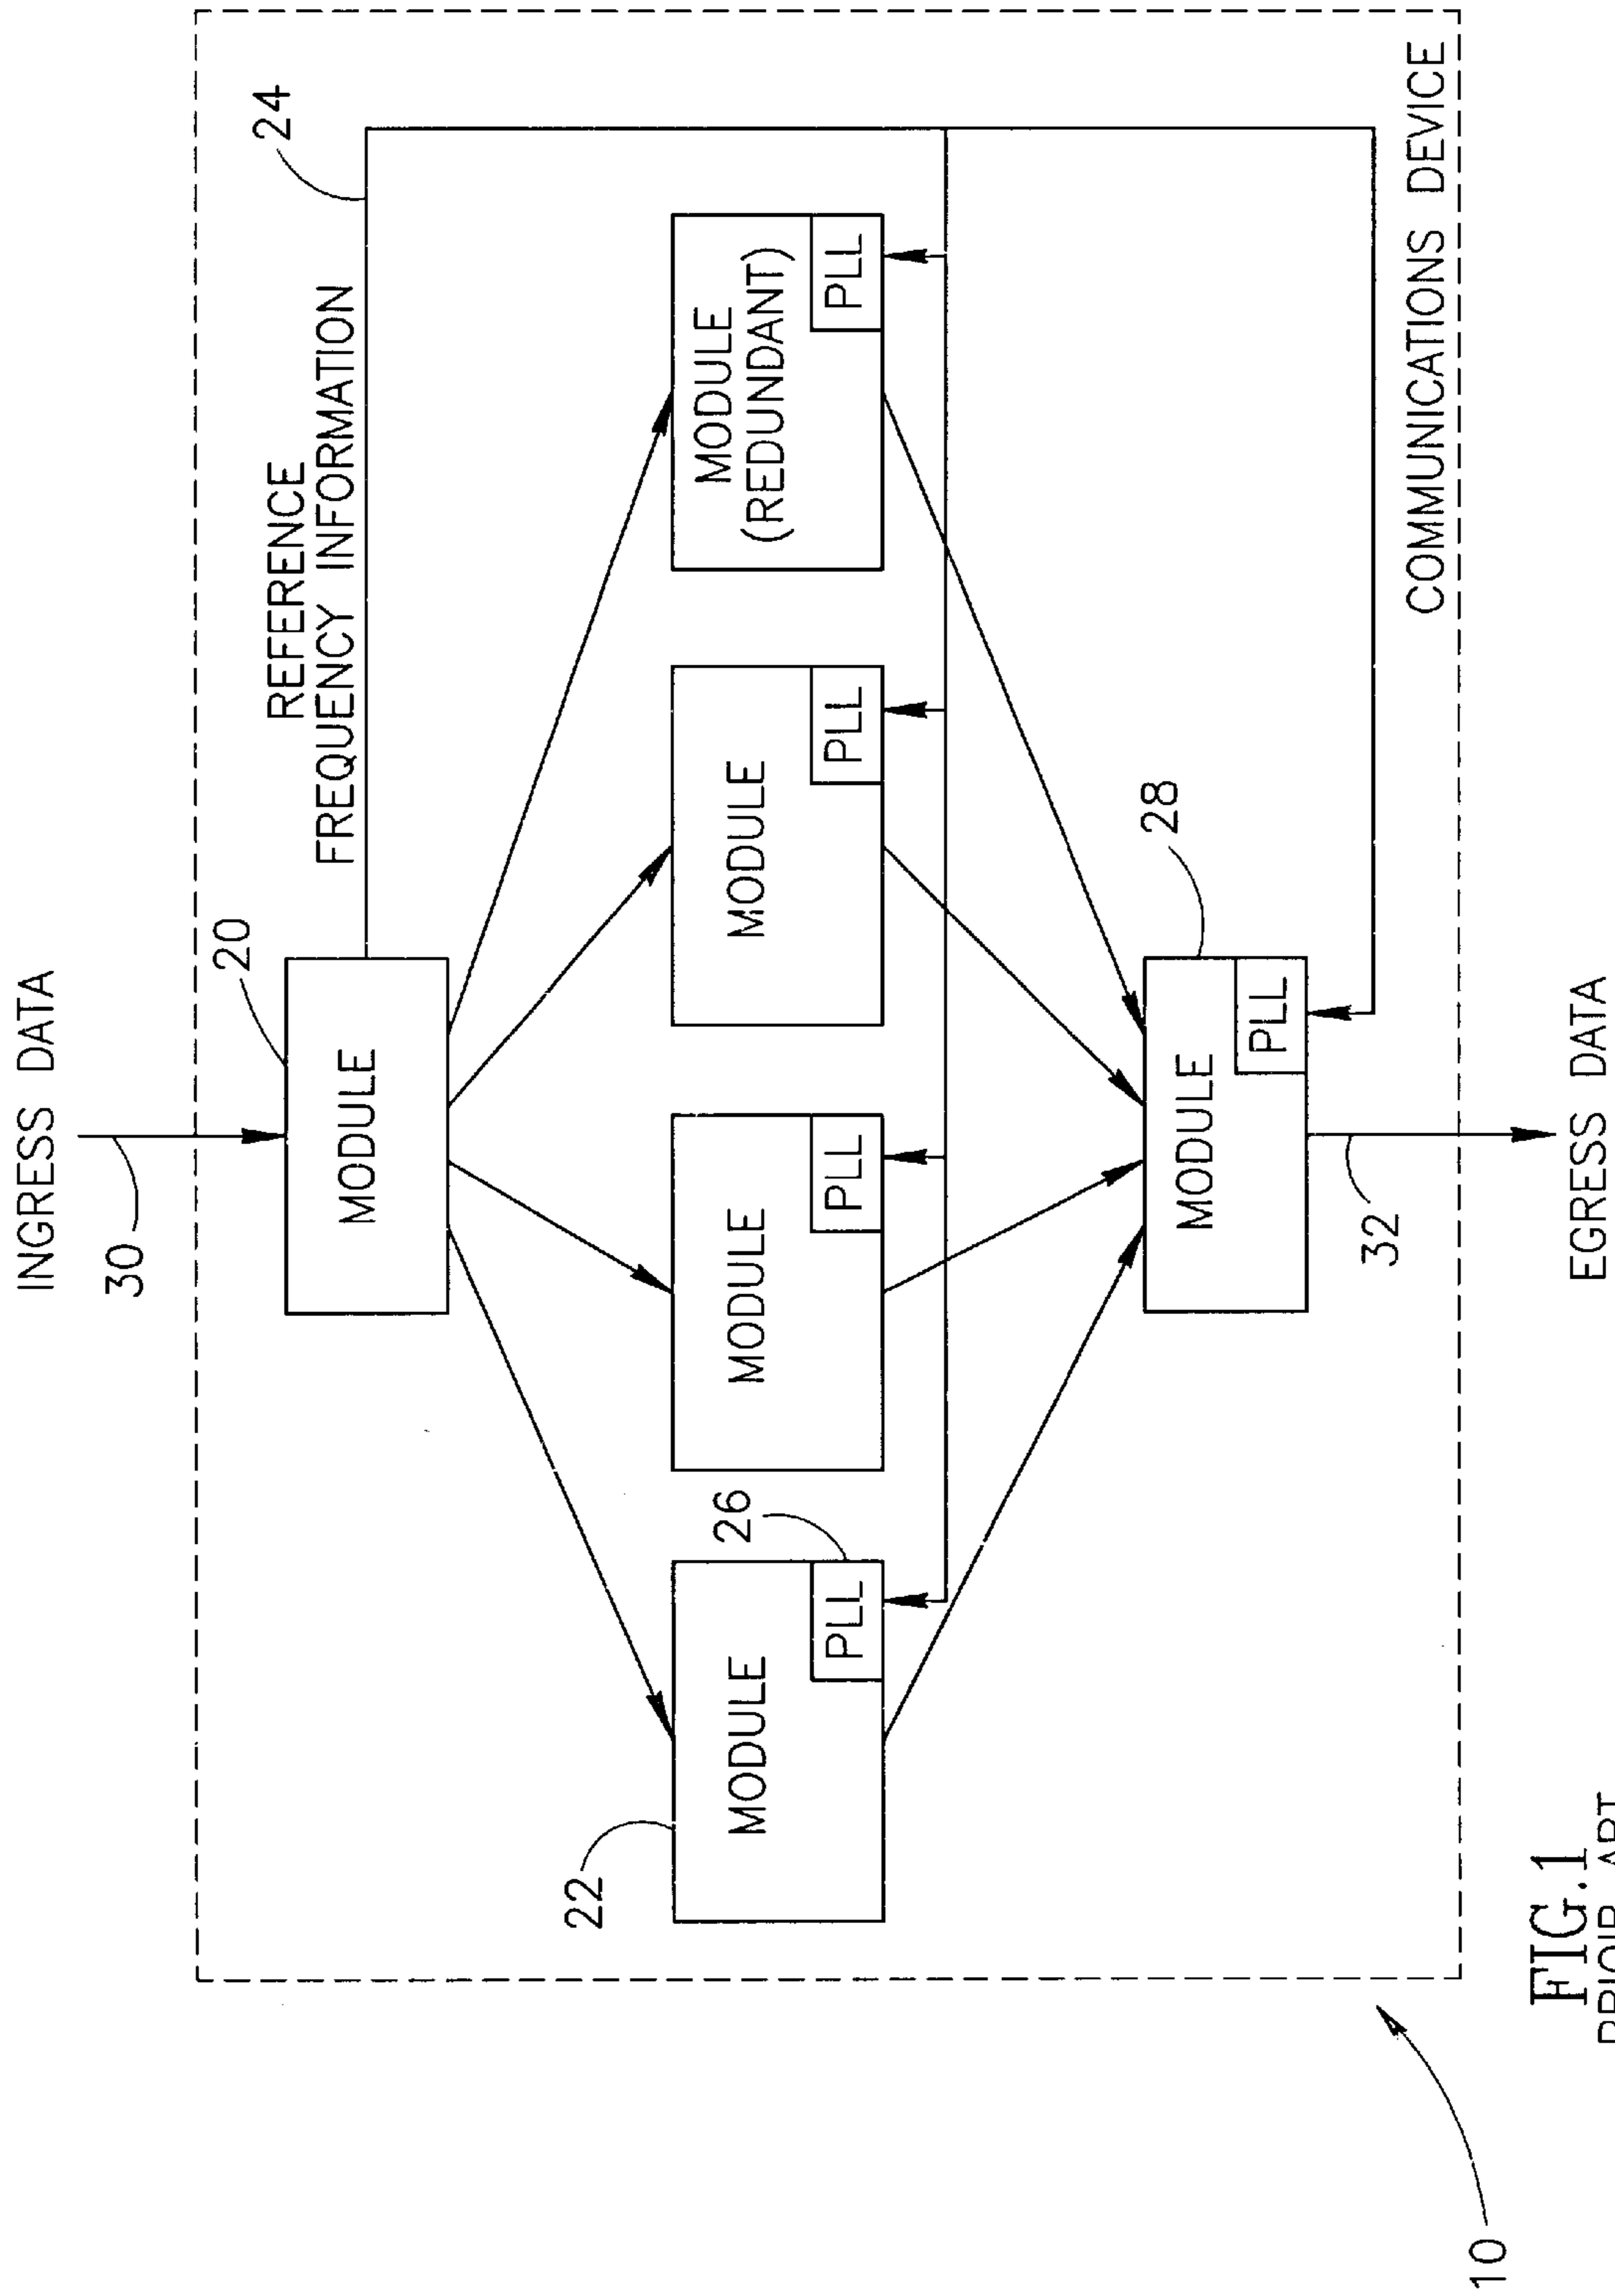 INGRESS DATA
30
20
24
REFERENCE
FREQUENCY INFORMATION
MODULE
22
26
MODULE
PLL
MODULE
PLL
MODULE
PLL
MODULE
(REDUNDANT)
PLL
28
MODULE
PLL
32
COMMUNICATIONS DEVICE
10
EGRESS DATA
FIG.1